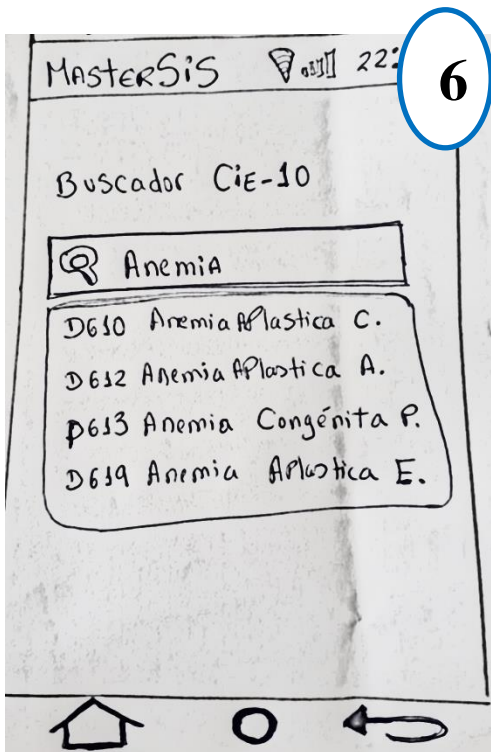 MASTERSiS 22:
6
Buscador CiE-10
AnemiA
D610 Anemia APlastica C.
D612 Anemia APlastica A.
D613 Anemia Congénita P.
D619 Anemia APlastica E.